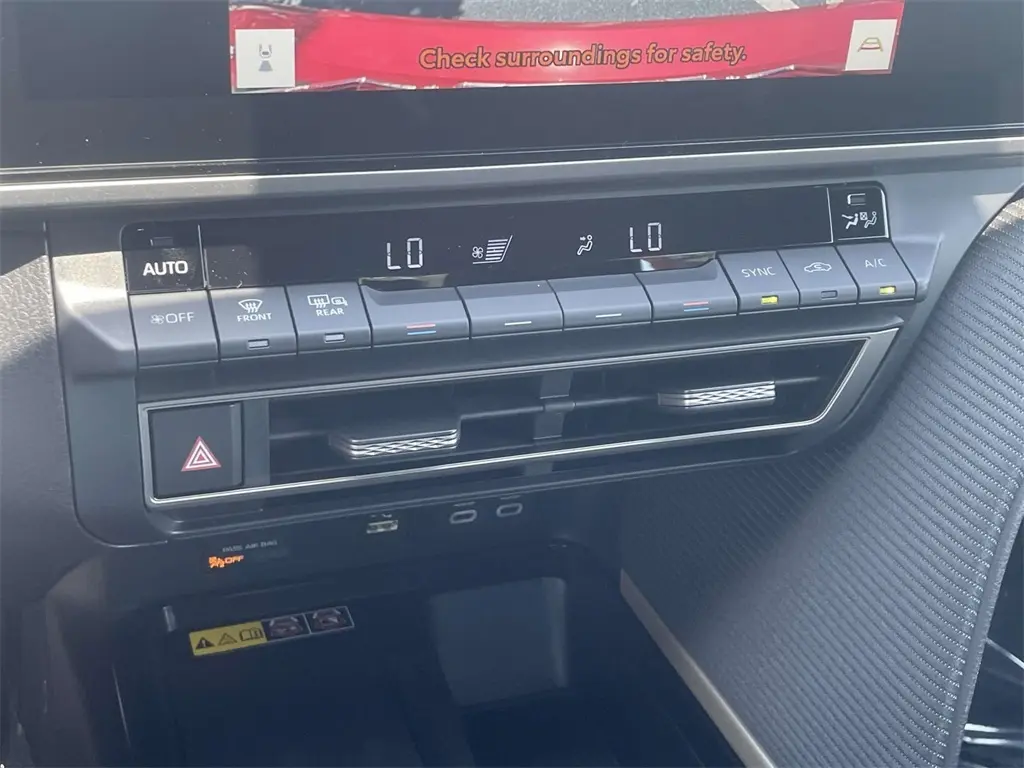 Check surroundings for safety.
AUTO
LO
LO
OFF
FRONT
REAR
SYNC
A/C
PASS AIR BAG
OFF